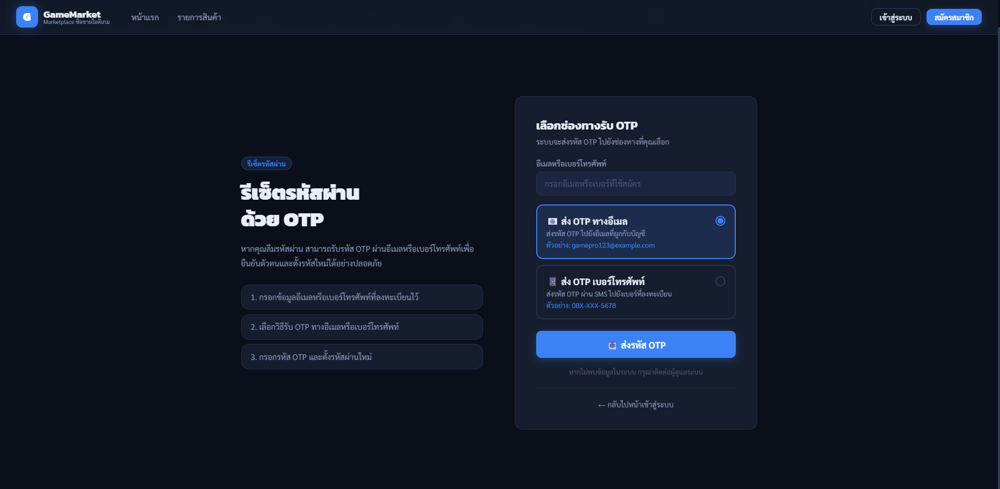 G
GameMarket
Marketplace ซื้อขายไอดีเกม
หน้าแรก
รายการสินค้า
เข้าสู่ระบบ
สมัครสมาชิก
รีเซ็ตรหัสผ่าน
รีเซ็ตรหัสผ่าน
ด้วย OTP
หากคุณลืมรหัสผ่าน สามารถรับรหัส OTP ผ่านอีเมลหรือเบอร์โทรศัพท์เพื่อ
ยืนยันตัวตนและตั้งรหัสใหม่ได้อย่างปลอดภัย
1. กรอกข้อมูลอีเมลหรือเบอร์โทรศัพท์ที่ลงทะเบียนไว้
2. เลือกวิธีรับ OTP ทางอีเมลหรือเบอร์โทรศัพท์
3. กรอกรหัส OTP และตั้งรหัสผ่านใหม่
เลือกช่องทางรับ OTP
ระบบจะส่งรหัส OTP ไปยังช่องทางที่คุณเลือก
อีเมลหรือเบอร์โทรศัพท์
กรอกอีเมลหรือเบอร์ที่ใช้สมัคร
ส่ง OTP ทางอีเมล
ส่งรหัส OTP ไปยังอีเมลที่ผูกกับบัญชี
ตัวอย่าง: gamepro123@example.com
ส่ง OTP เบอร์โทรศัพท์
ส่งรหัส OTP ผ่าน SMS ไปยังเบอร์ที่ลงทะเบียน
ตัวอย่าง: 08X-XXX-5678
ส่งรหัส OTP
หากไม่พบข้อมูลในระบบ กรุณาติดต่อผู้ดูแลระบบ
← กลับไปหน้าเข้าสู่ระบบ